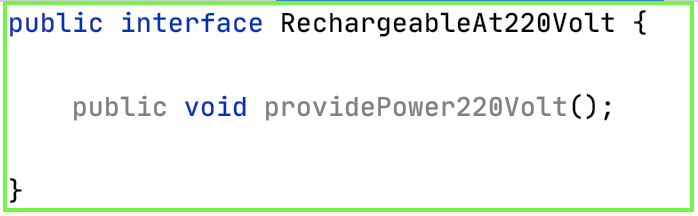 public interface RechargeableAt220Volt {
public void providePower220Volt();
}